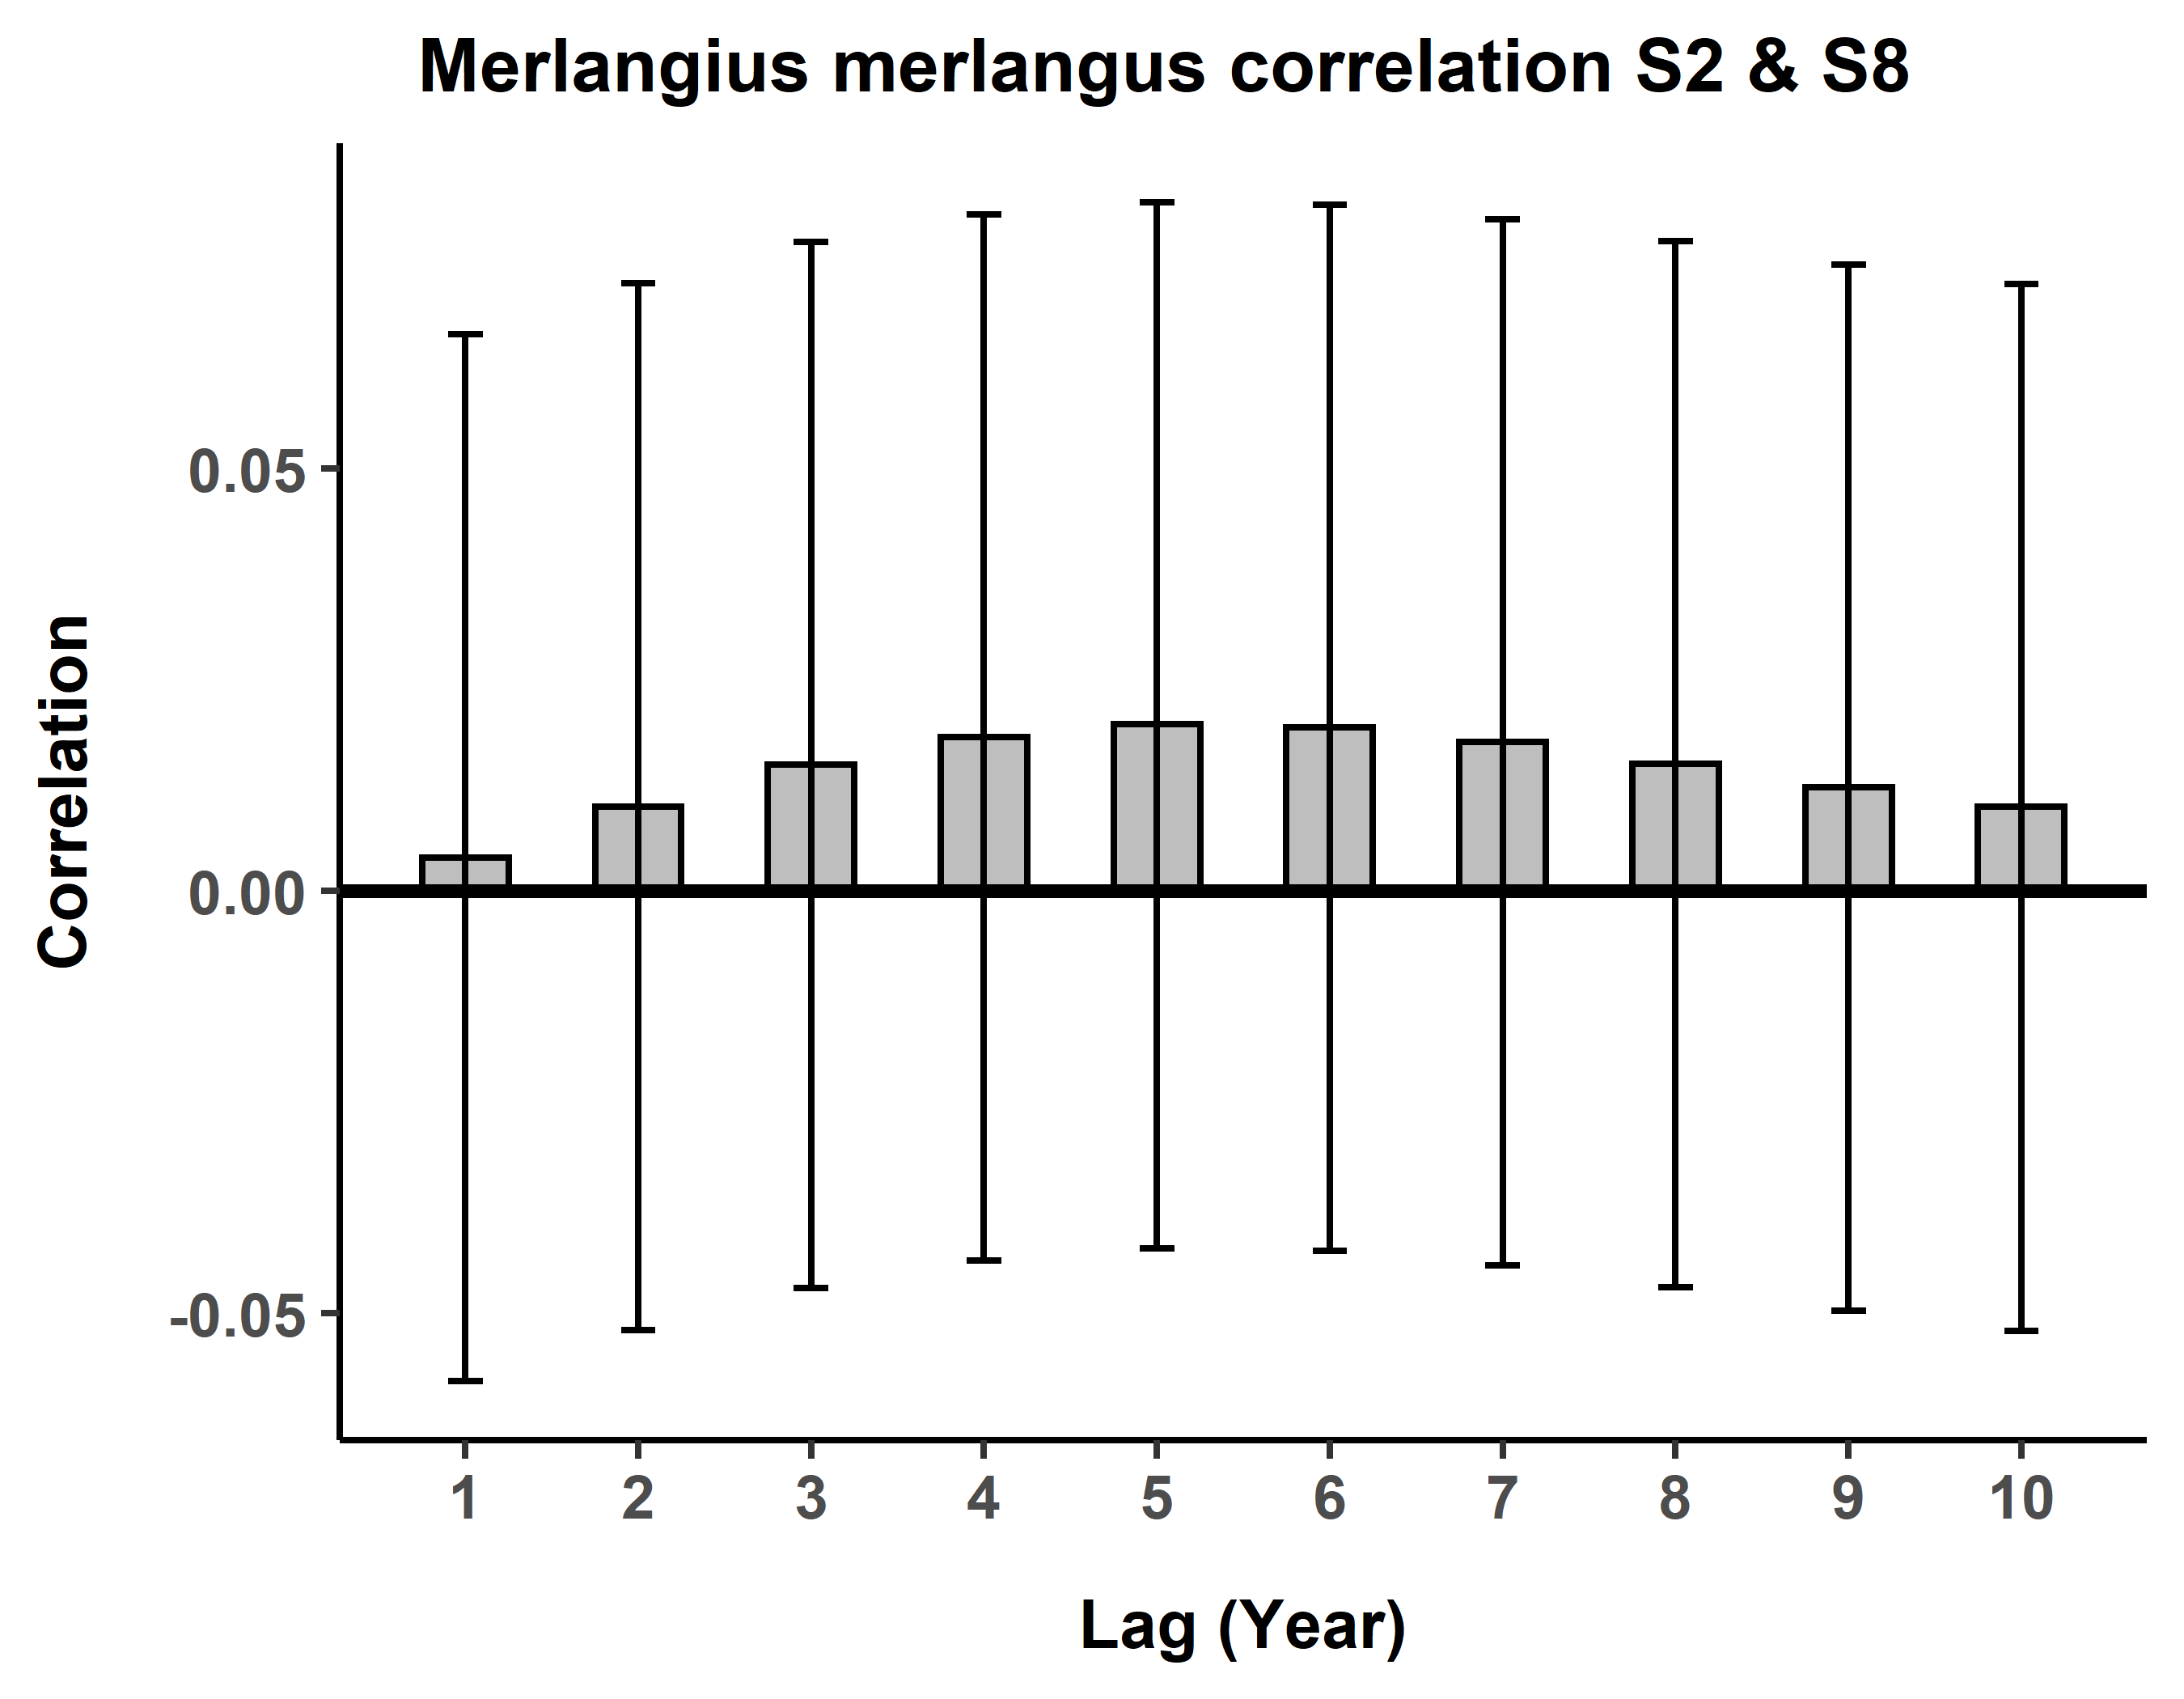 Merlangius merlangus correlation S2 & S8
Correlation
0.05
0.00
-0.05
1 2 3 4 5 6 7 8 9 10
Lag (Year)